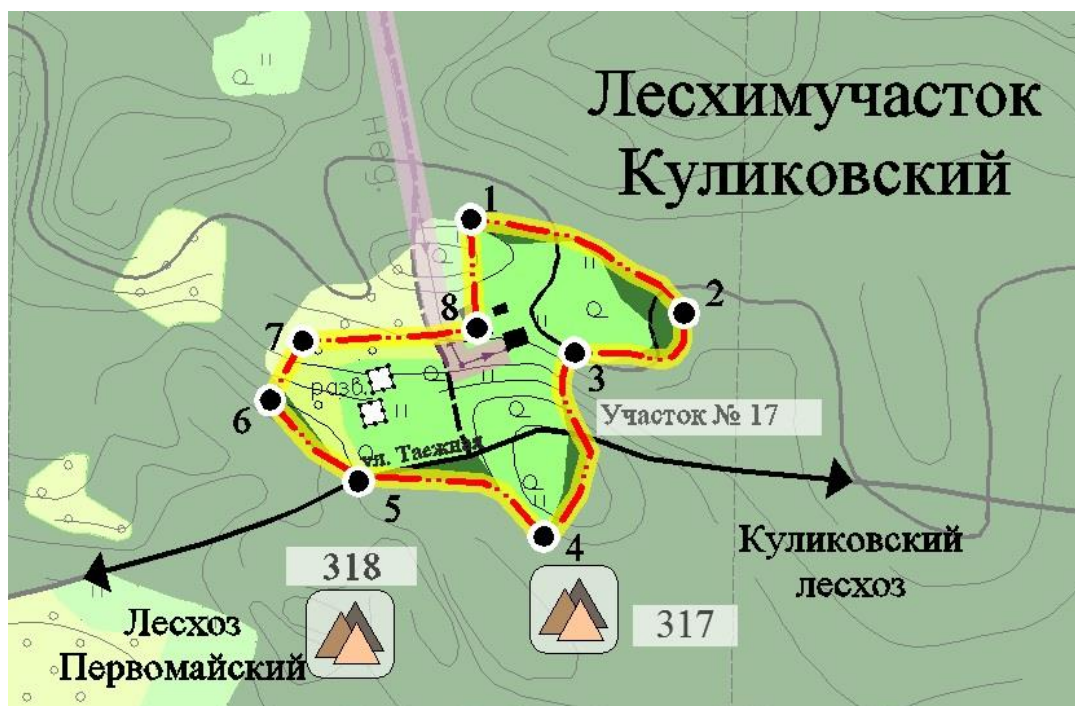 Лесхимучасток
Куликовский
Нер.
1
2
8
7
3
разв.
6
Участок № 17
ул. Таежная
5
4
Куликовский
лесхоз
318
317
Лесхоз
Первомайский